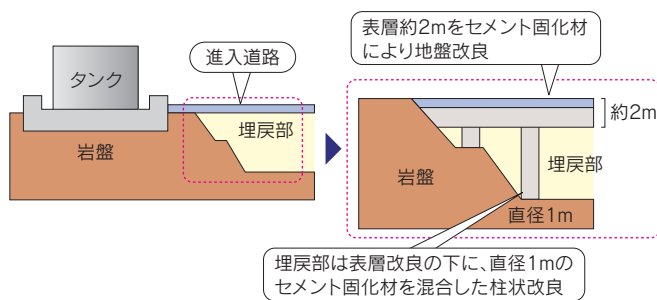 タンク
進入道路
埋戻部
岩盤
表層約2mをセメント固化材
により地盤改良
約2m
埋戻部
岩盤
直径1m
埋戻部は表層改良の下に、直径1mの
セメント固化材を混合した柱状改良